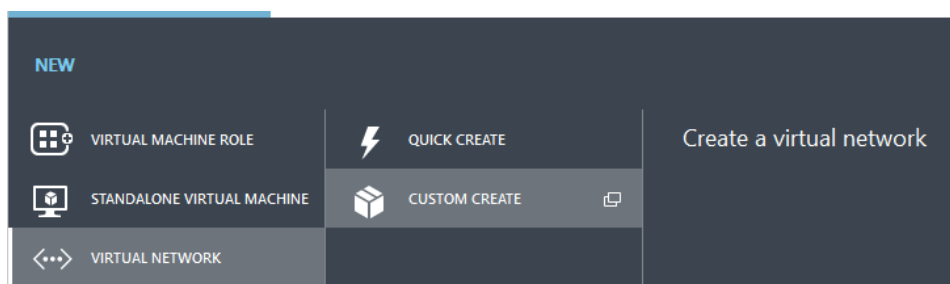 NEW
VIRTUAL MACHINE ROLE
STANDALONE VIRTUAL MACHINE
VIRTUAL NETWORK
QUICK CREATE
CUSTOM CREATE
Create a virtual network